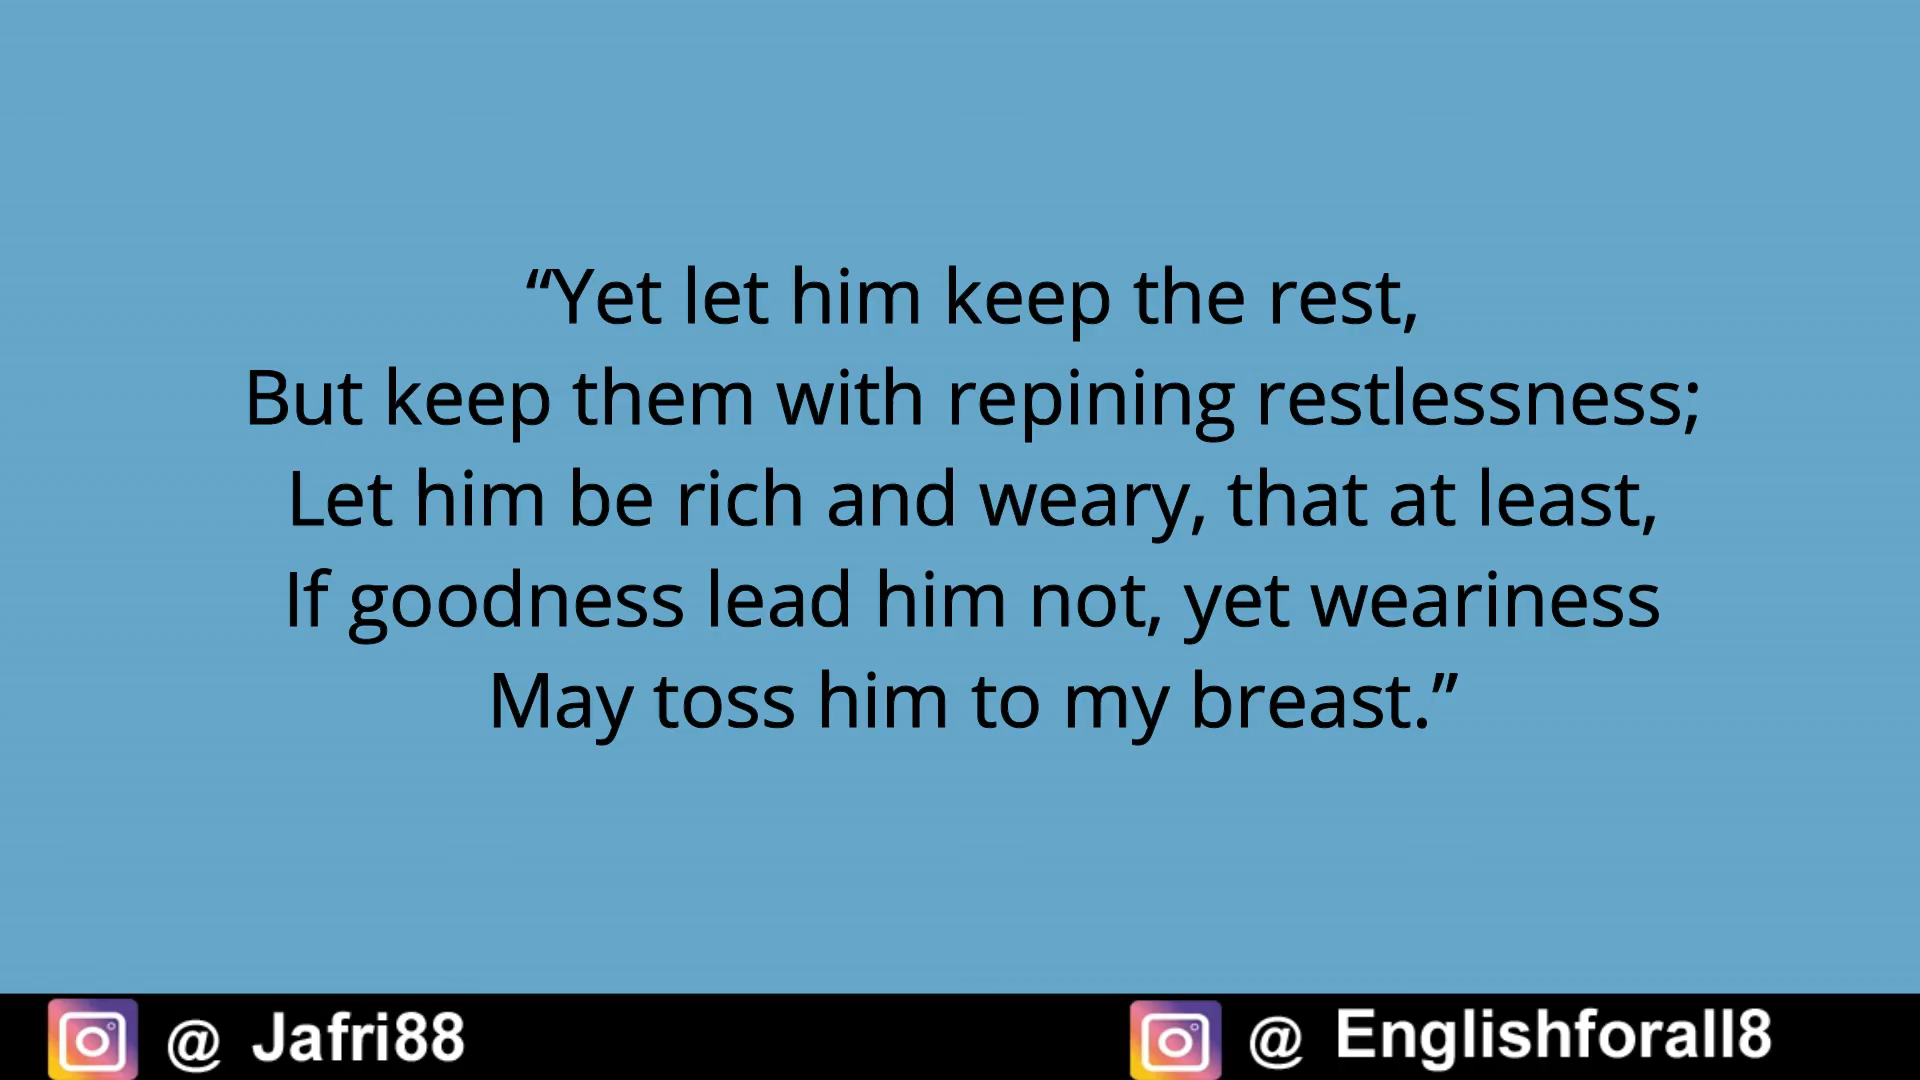 “Yet let him keep the rest,
But keep them with repining restlessness;
Let him be rich and weary, that at least,
If goodness lead him not, yet weariness
May toss him to my breast.”
@ Jafri88
@ Englishforall8